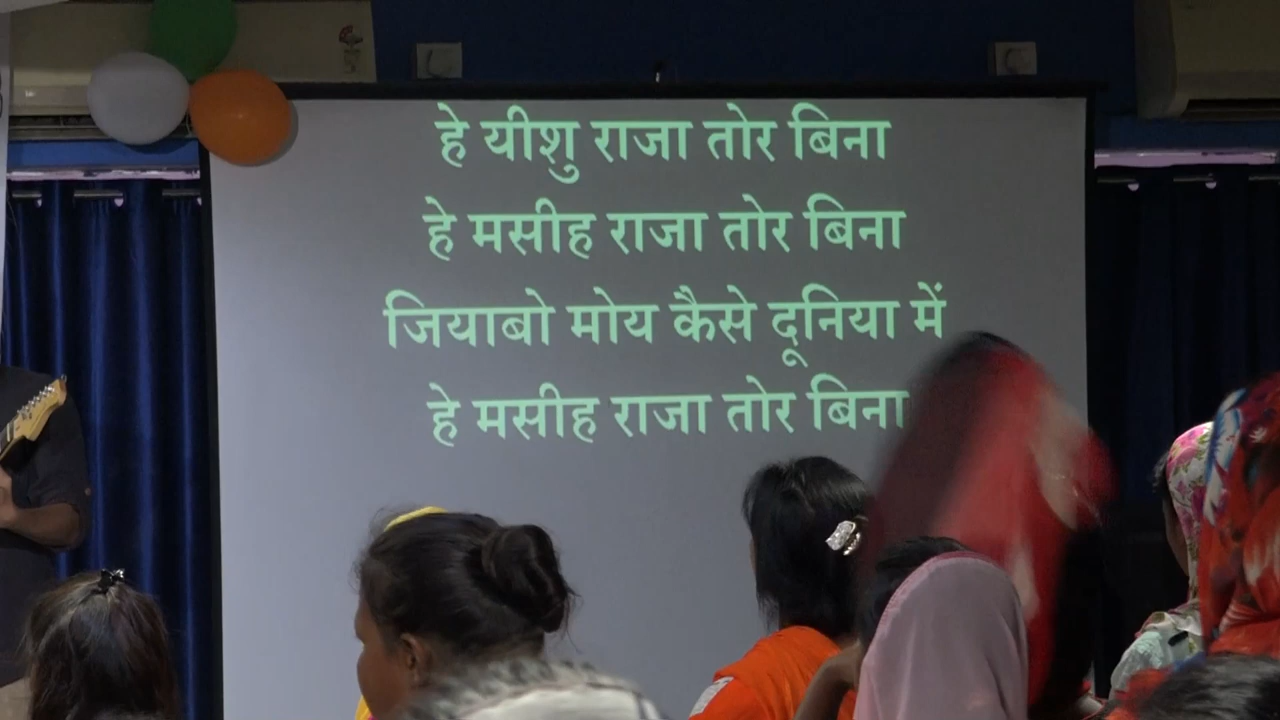 हे यीशु राजा तोर बिना
हे मसीह राजा तोर बिना
जियाबो मोय कैसे दूनिया में
हे मसीह राजा तोर बिना